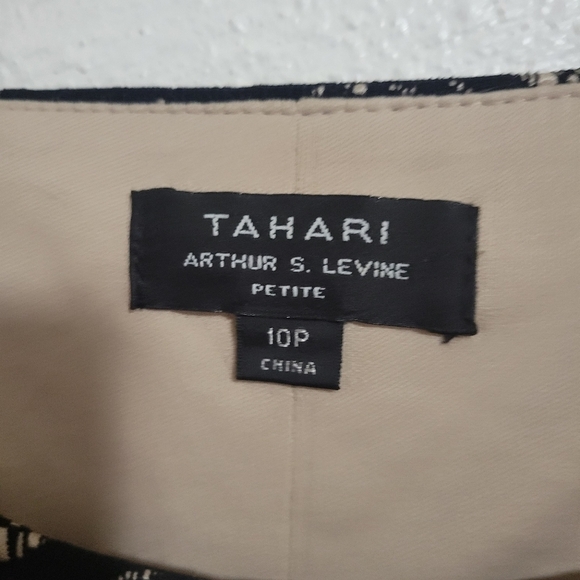 TAHARI
ARTHUR S. LEVINE
PETITE
10P
CHINA